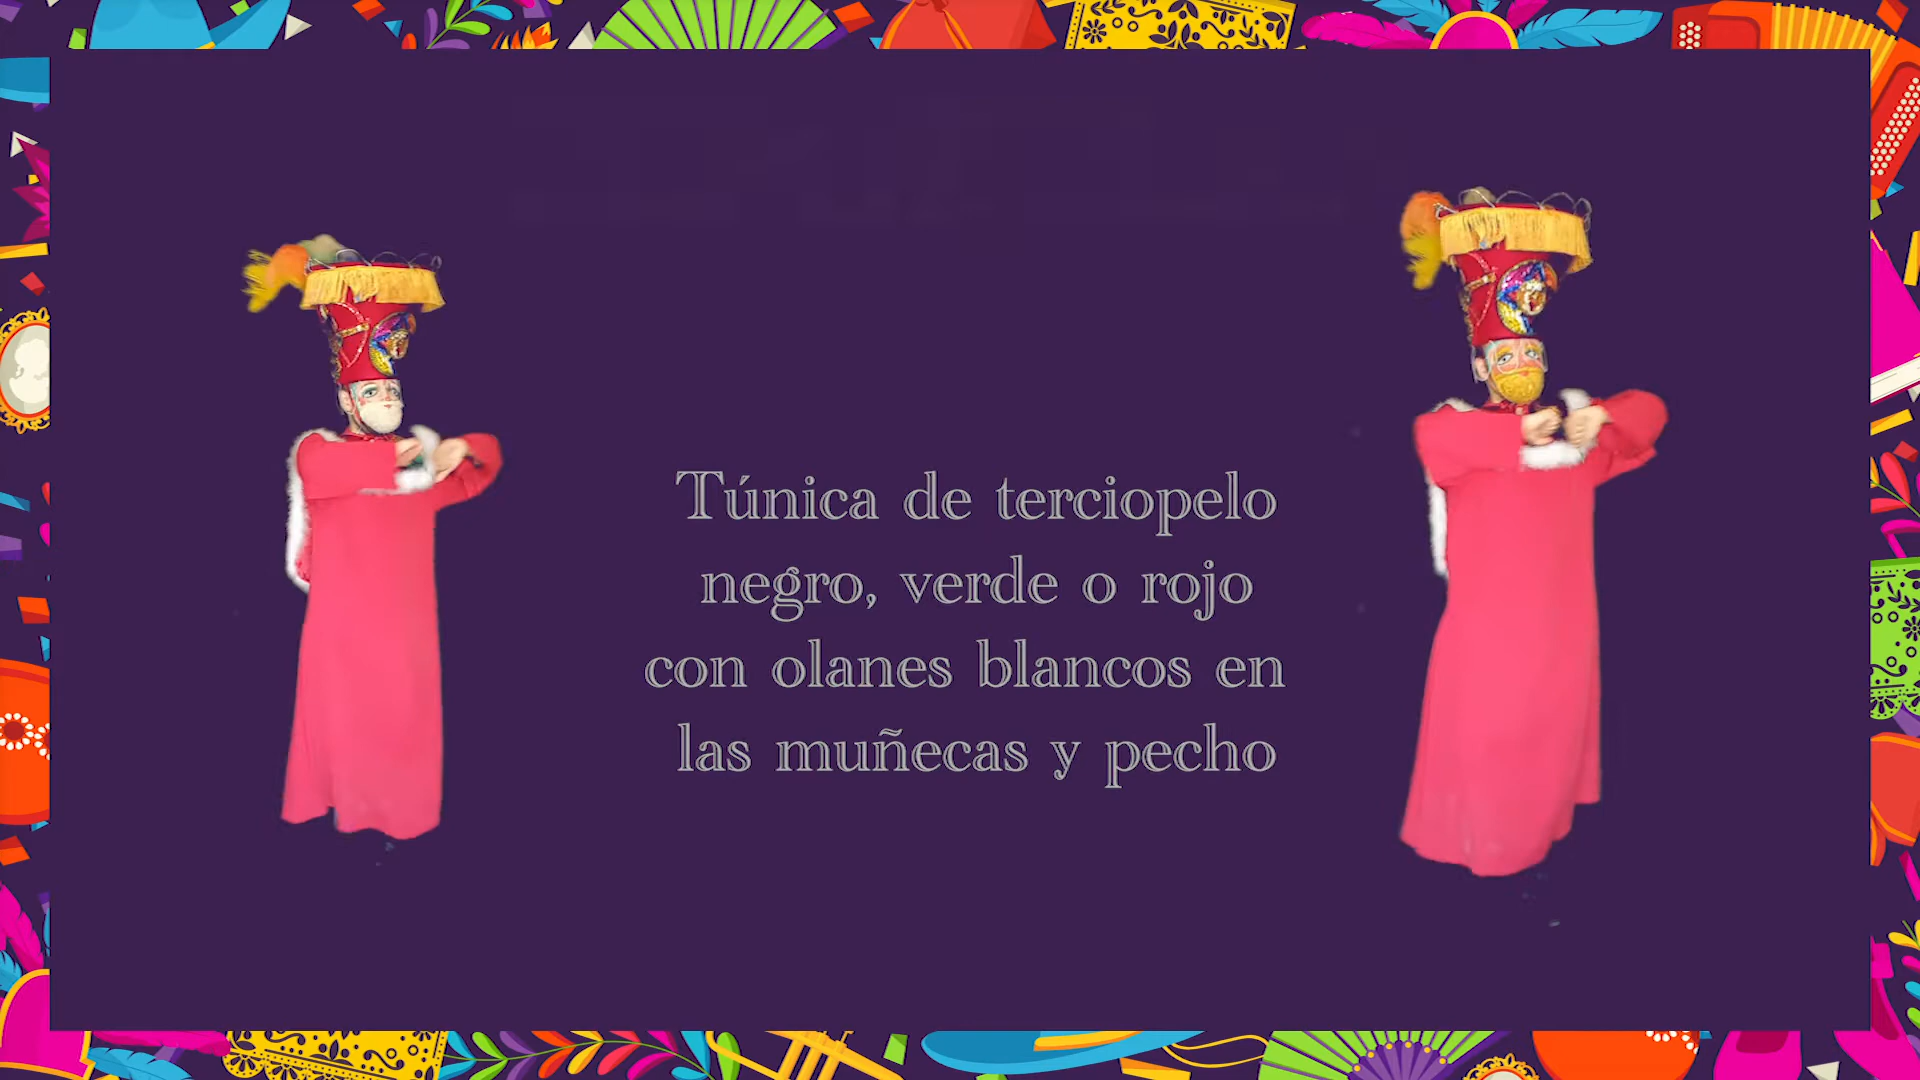 Túnica de terciopelo
negro, verde o rojo
con olanes blancos en
las muñecas y pecho